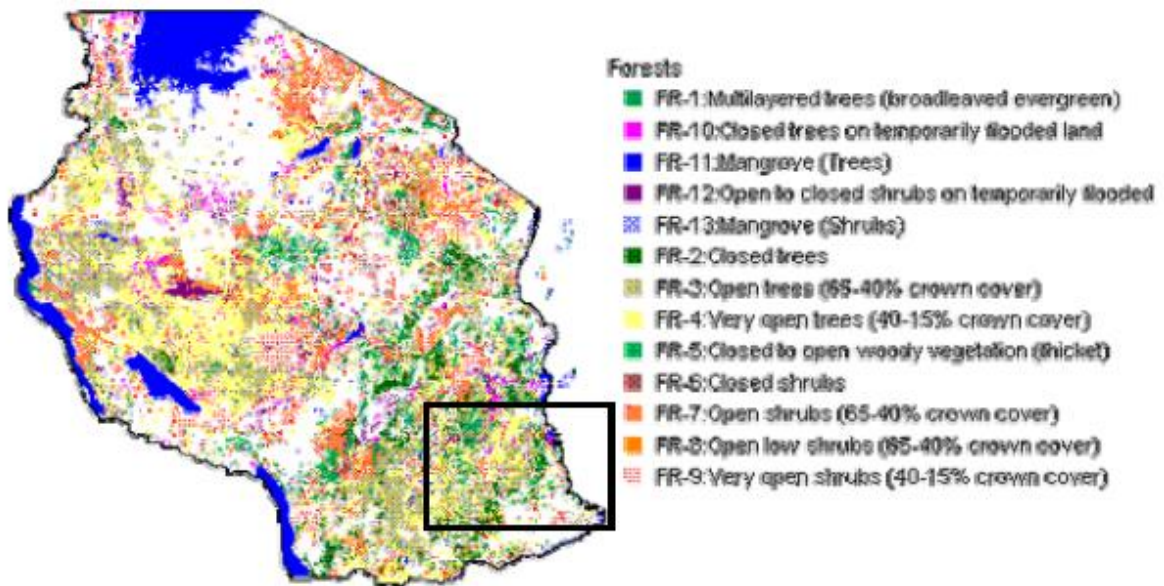 Forests
FR-1:Multilayered trees (broadleaved evergreen)
FR-10:Closed trees on temporarily flooded land
FR-11:Mangrove (Trees)
FR-12:Open to closed shrubs on temporarily flooded
FR-13:Mangrove (Shrubs)
FR-2:Closed trees
FR-3:Open trees (65-40% crown cover)
FR-4:Very open trees (40-15% crown cover)
FR-5:Closed to open woody vegetation (thicket)
FR-6:Closed shrubs
FR-7:Open shrubs (65-40% crown cover)
FR-8:Open low shrubs (65-40% crown cover)
FR-9:Very open shrubs (40-15% crown cover)